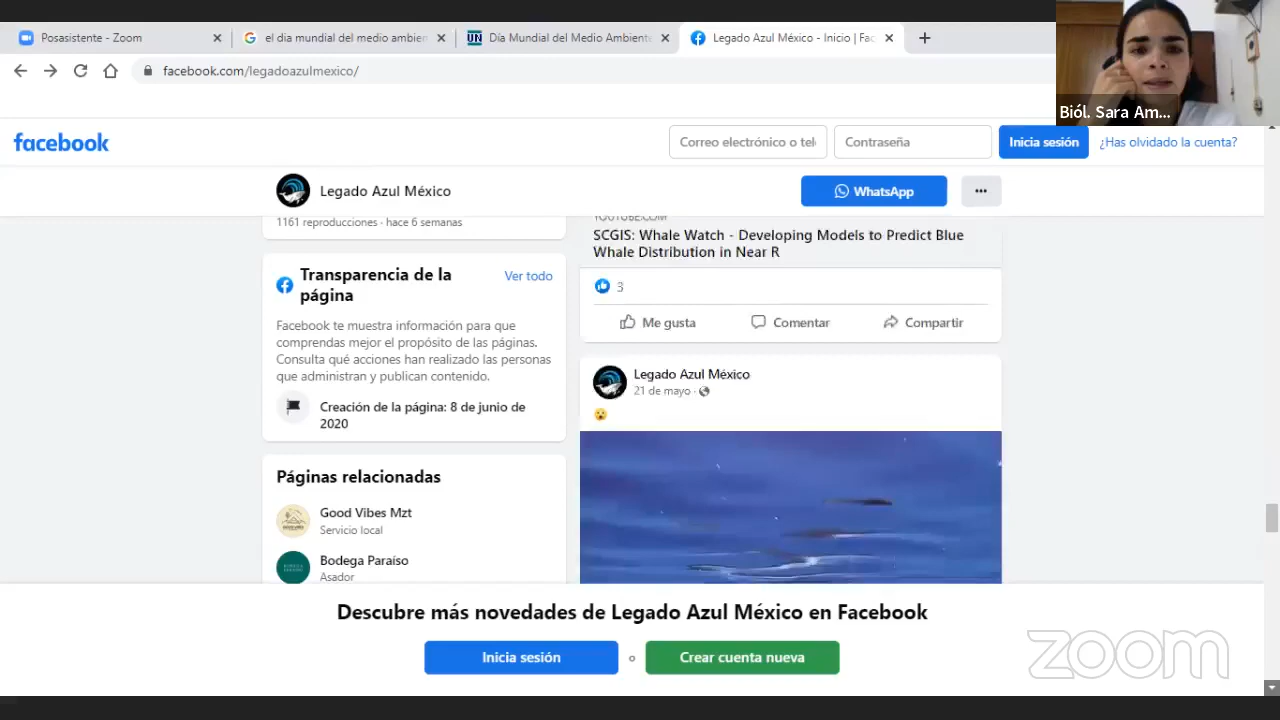 Posasistente - Zoom
el dia mundial del medio ambien
Día Mundial del Medio Ambiente
Legado Azul México - Inicio | Fac
facebook.com/legadoazulmexico/
Biól. Sara Am...
facebook
Correo electrónico o tel
Contraseña
Inicia sesión
¿Has olvidado la cuenta?
Legado Azul México
WhatsApp
1161 reproducciones · hace 6 semanas
Transparencia de la
página
Ver todo
Facebook te muestra información para que
comprendas mejor el propósito de las páginas.
Consulta qué acciones han realizado las personas
que administran y publican contenido.
Creación de la página: 8 de junio de
2020
Páginas relacionadas
Good Vibes Mzt
Servicio local
Bodega Paraíso
Asador
YOUTUBE.COM
SCGIS: Whale Watch - Developing Models to Predict Blue
Whale Distribution in Near R
3
Me gusta
Comentar
Compartir
Legado Azul México
21 de mayo ·
Descubre más novedades de Legado Azul México en Facebook
Inicia sesión
o
Crear cuenta nueva
zoom